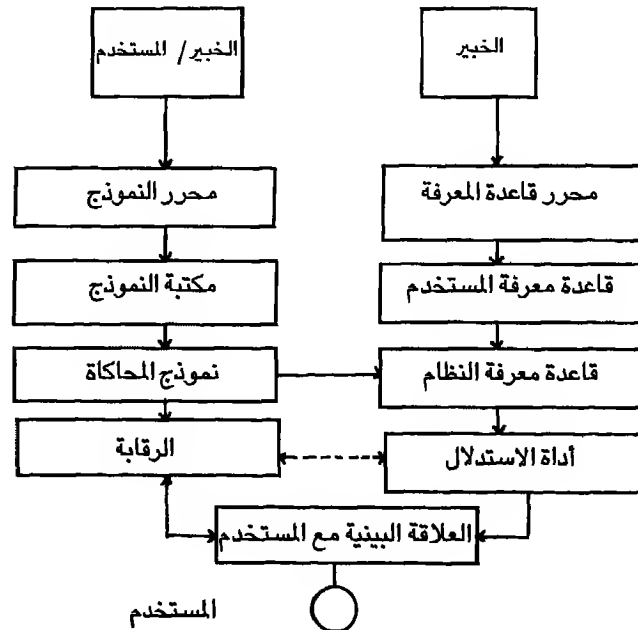 الخبير
الخبير / المستخدم
محرر قاعدة المعرفة
محرر النموذج
قاعدة معرفة المستخدم
مكتبة النموذج
قاعدة معرفة النظام
نموذج المحاكاة
أداة الاستدلال
الرقابة
العلاقة البينية مع المستخدم
المستخدم